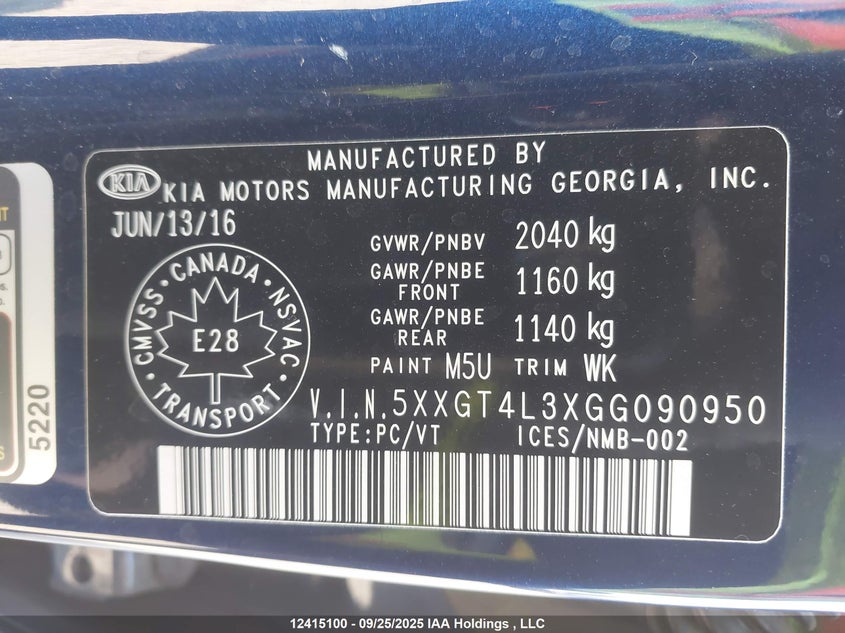 MANUFACTURED BY
KIA KIA MOTORS MANUFACTURING GEORGIA, INC.
JUN/13/16
GVWR/PNBV 2040 kg
GAWR/PNBE FRONT 1160 kg
GAWR/PNBE REAR 1140 kg
PAINT M5U TRIM WK
CMVSS • CANADA • NSVAC • TRANSPORT •
E28
V.I.N. 5XXGT4L3XGG090950
TYPE:PC/VT ICES/NMB-002
5220
12415100 - 09/25/2025 IAA Holdings , LLC